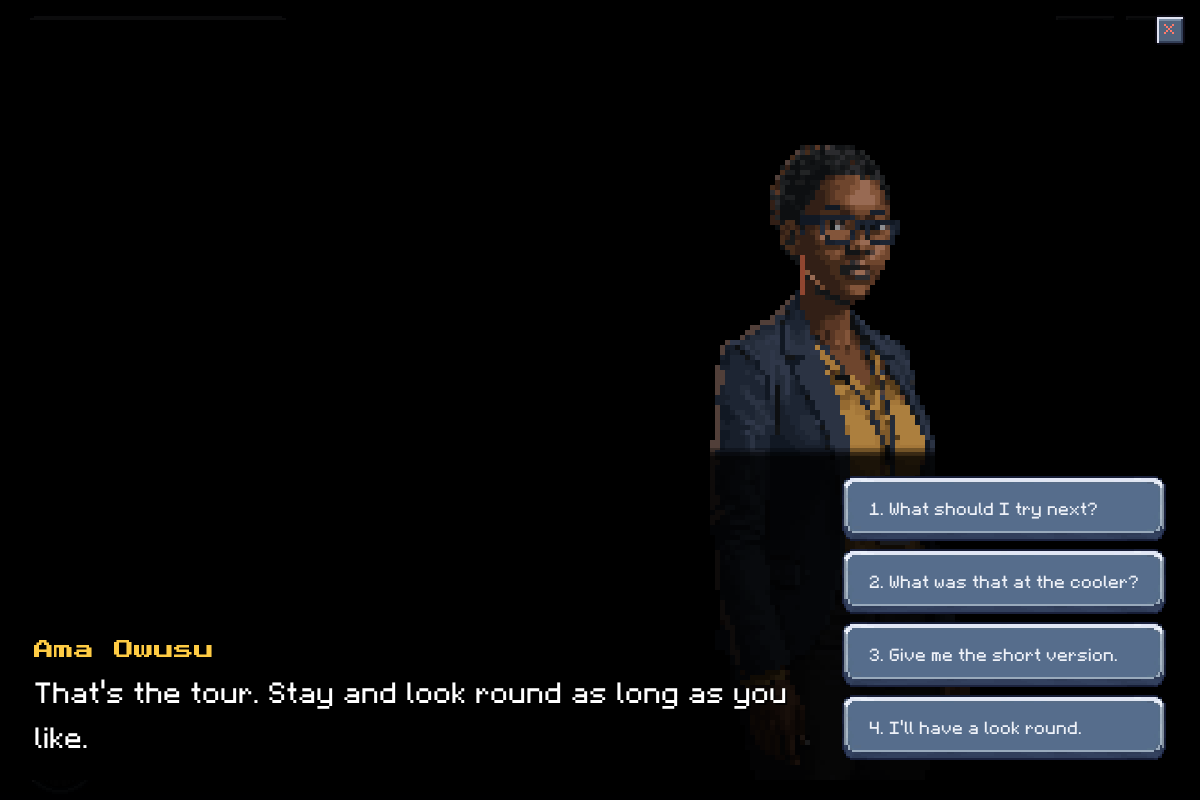 Ama Owusu
That's the tour. Stay and look round as long as you
like.
1. What should I try next?
2. What was that at the cooler?
3. Give me the short version.
4. I'll have a look round.